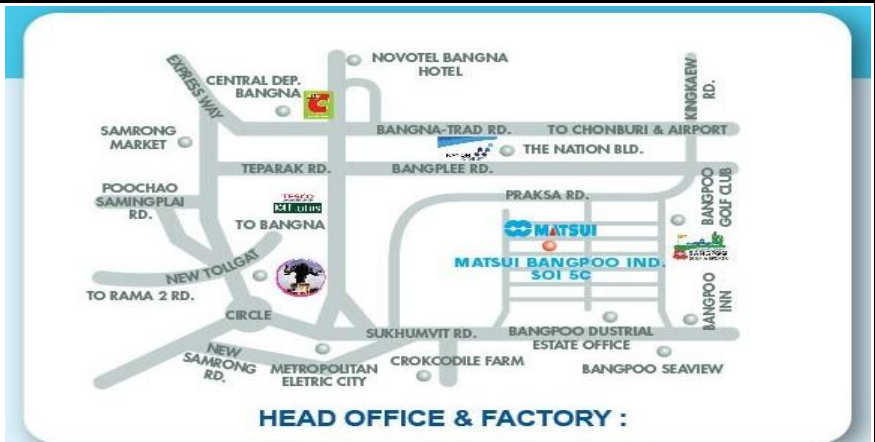 NOVOTEL BANGNA
HOTEL
EXPRESS WAY
CENTRAL DEP.
BANGNA
KINGKAEW
RD.
SAMRONG
MARKET
BANGNA-TRAD RD.
TO CHONBURI & AIRPORT
THE NATION BLD.
TEPARAK RD.
BANGPLEE RD.
POOCHAO
SAMINGPLAI
RD.
TESCO
Lotus
PRAKSA RD.
BANGPOO
GOLF CLUB
TO BANGNA
MATSUI
MATSUI BANGPOO IND.
SOI 5C
BANGPOO
NEW TOLLGAT
TO RAMA 2 RD.
BANGPOO
INN
CIRCLE
SUKHUMVIT RD.
BANGPOO DUSTRIAL
ESTATE OFFICE
NEW
SAMRONG
RD.
METROPOLITAN
ELETRIC CITY
CROKCODILE FARM
BANGPOO SEAVIEW
HEAD OFFICE & FACTORY :